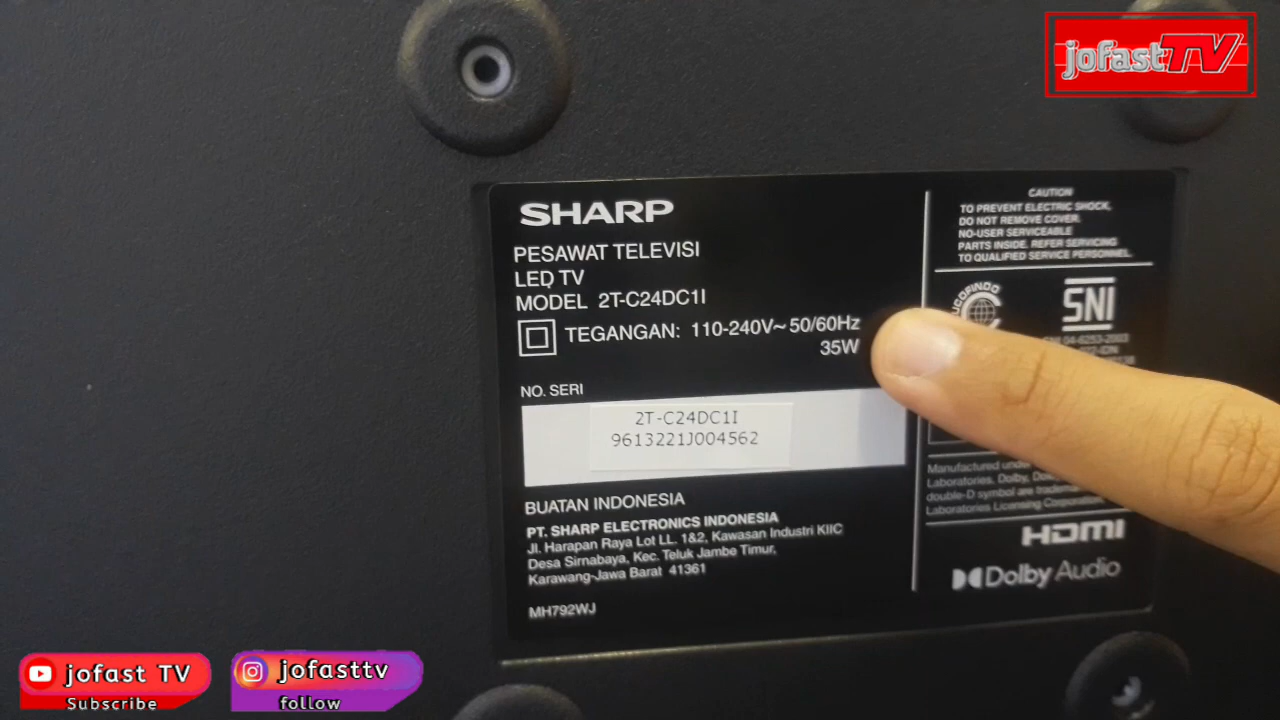 jofastTV
SHARP
PESAWAT TELEVISI
LED TV
MODEL 2T-C24DC1I
TEGANGAN: 110-240V~ 50/60Hz
35W
NO. SERI
2T-C24DC1I
9613221J004562
BUATAN INDONESIA
PT. SHARP ELECTRONICS INDONESIA
Jl. Harapan Raya Lot LL. 1&2, Kawasan Industri KIIC
Desa Sirnabaya, Kec. Teluk Jambe Timur,
Karawang-Jawa Barat 41361
MH792WJ
CAUTION
TO PREVENT ELECTRIC SHOCK,
DO NOT REMOVE COVER.
NO-USER SERVICEABLE
PARTS INSIDE. REFER SERVICING
TO QUALIFIED SERVICE PERSONNEL.
SNI
04-6253-2003
Manufactured under
Laboratories, Dolby,
double-D symbol are
Laboratories Licensing
HDMI
Dolby Audio
jofast TV
Subscribe
jofasttv
follow